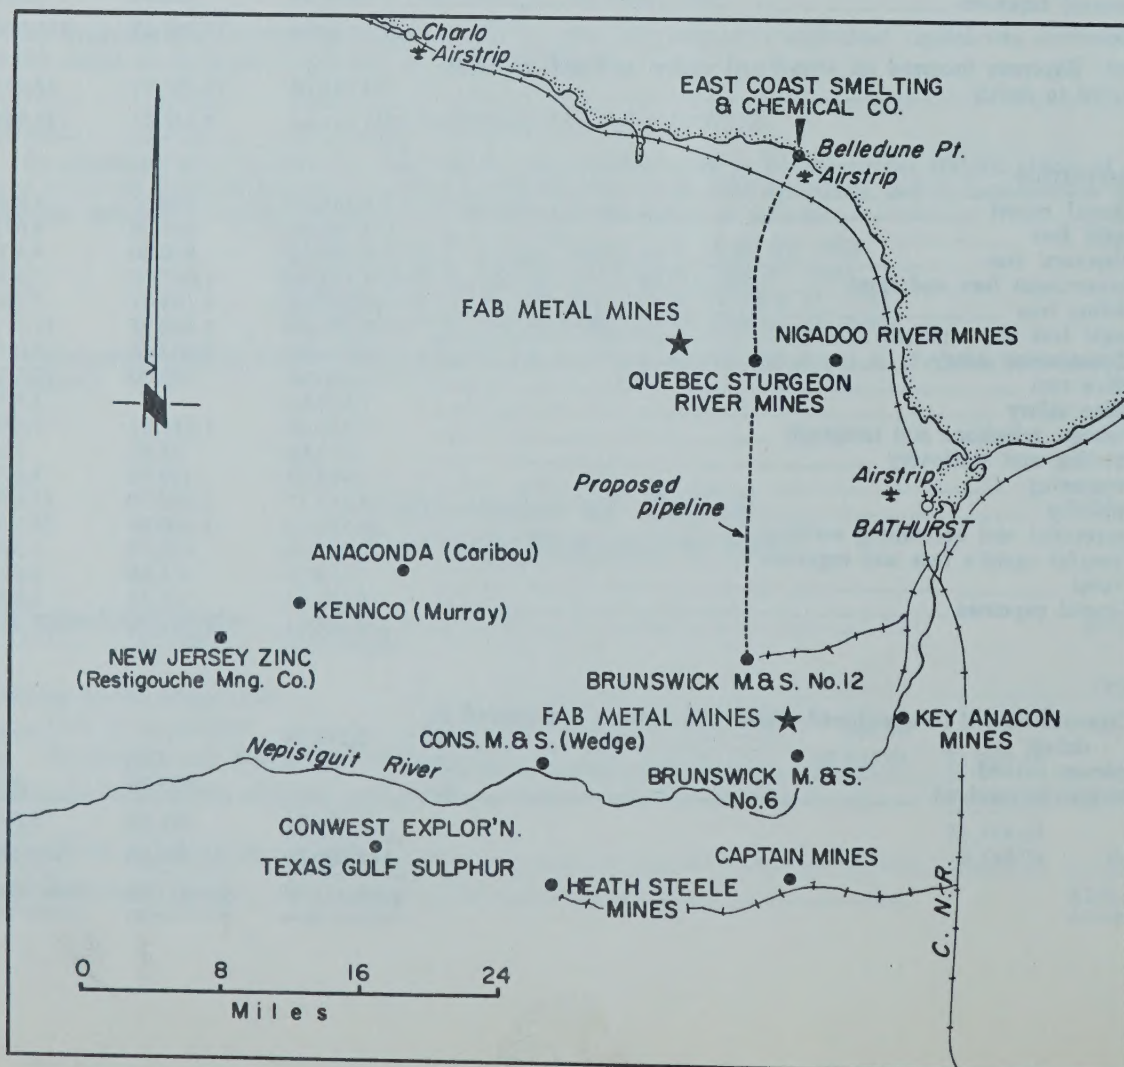 Charlo
Airstrip
EAST COAST SMELTING
& CHEMICAL CO.
Belledune Pt.
Airstrip
FAB METAL MINES
NIGADOO RIVER MINES
QUEBEC STURGEON
RIVER MINES
Proposed
pipeline
Airstrip
BATHURST
ANACONDA (Caribou)
KENNCO (Murray)
NEW JERSEY ZINC
(Restigouche Mng. Co.)
BRUNSWICK M.& S. No.12
FAB METAL MINES
KEY ANACON
MINES
CONS. M.& S. (Wedge)
Nepisiguit River
BRUNSWICK M.& S.
No.6
CONWEST EXPLOR'N.
TEXAS GULF SULPHUR
CAPTAIN MINES
HEATH STEELE
MINES
C. N. R.
N
0 8 16 24
Miles